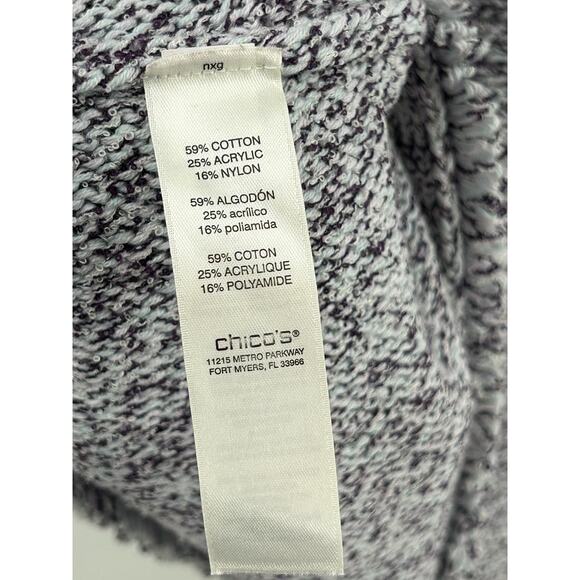 nxg
59% COTTON
25% ACRYLIC
16% NYLON
59% ALGODÓN
25% acrílico
16% poliamida
59% COTON
25% ACRYLIQUE
16% POLYAMIDE
chico's®
11215 METRO PARKWAY
FORT MYERS, FL 33966